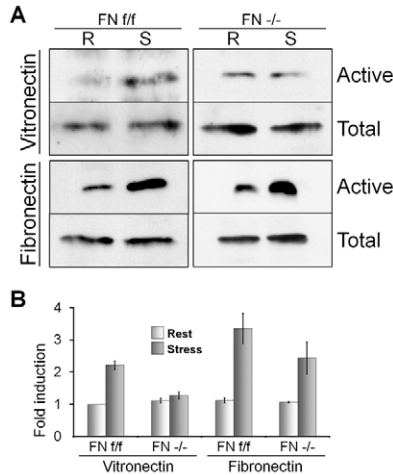 A
FN f/f
FN -/-
R S R S
Vitronectin
Active
Total
Fibronectin
Active
Total
B
Fold induction
4
3
2
1
0
Rest
Stress
FN f/f FN -/- FN f/f FN -/-
Vitronectin Fibronectin